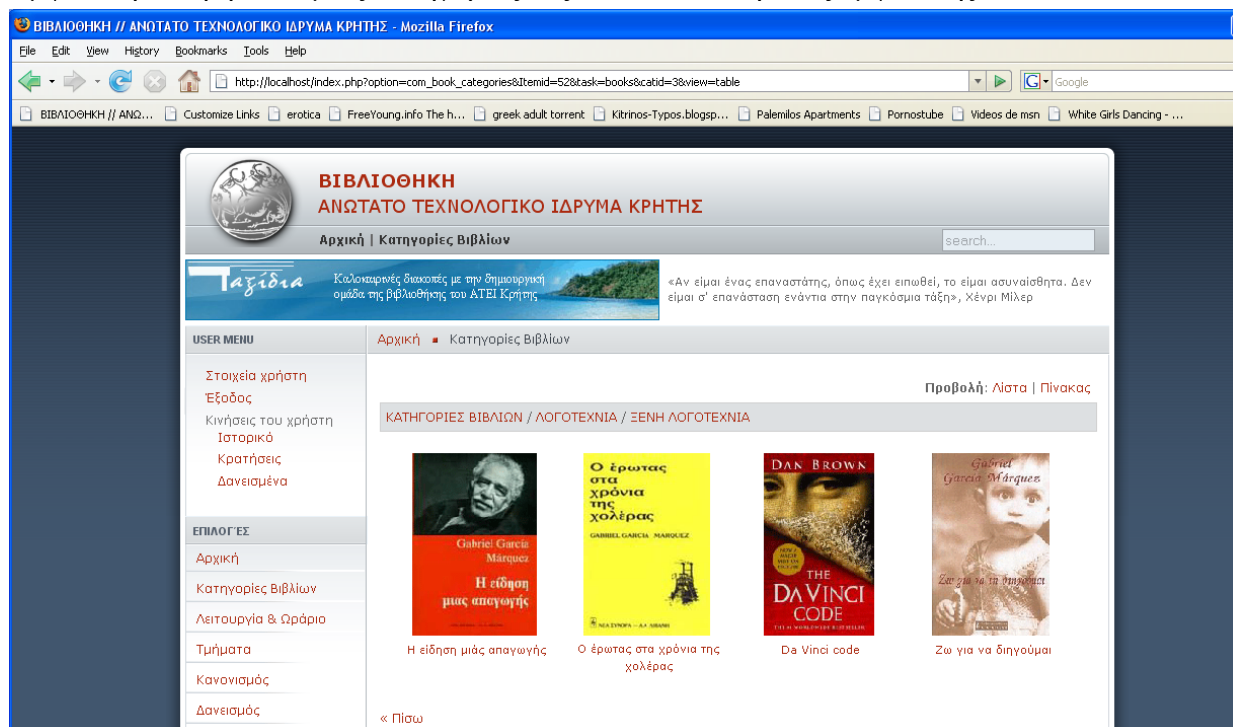 ΒΙΒΛΙΟΘΗΚΗ // ΑΝΩΤΑΤΟ ΤΕΧΝΟΛΟΓΙΚΟ ΙΔΡΥΜΑ ΚΡΗΤΗΣ - Mozilla Firefox
File Edit View History Bookmarks Tools Help
http://localhost/index.php?option=com_book_categories&Itemid=52&task=books&catid=3&view=table
Google
ΒΙΒΛΙΟΘΗΚΗ // ΑΝΩ... Customize Links erotica FreeYoung.info The h... greek adult torrent Kitrinos-Typos.blogsp... Palemilos Apartments Pornostube Videos de msn White Girls Dancing - ...
ΒΙΒΛΙΟΘΗΚΗ
ΑΝΩΤΑΤΟ ΤΕΧΝΟΛΟΓΙΚΟ ΙΔΡΥΜΑ ΚΡΗΤΗΣ
Αρχική | Κατηγορίες Βιβλίων
search...
Ταξίδια
Καλοκαιρινές διακοπές με την δημιουργική
ομάδα της βιβλιοθήκης του ΑΤΕΙ Κρήτης
«Αν είμαι ένας επαναστάτης, όπως έχει ειπωθεί, το είμαι ασυναίσθητα. Δεν
είμαι σ' επανάσταση ενάντια στην παγκόσμια τάξη», Χένρι Μίλερ
USER MENU
Αρχική Κατηγορίες Βιβλίων
Στοιχεία χρήστη
Έξοδος
Κινήσεις του χρήστη
Ιστορικό
Κρατήσεις
Δανεισμένα
Προβολή: Λίστα | Πίνακας
ΚΑΤΗΓΟΡΙΕΣ ΒΙΒΛΙΩΝ / ΛΟΓΟΤΕΧΝΙΑ / ΞΕΝΗ ΛΟΓΟΤΕΧΝΙΑ
Gabriel García
Márquez
Η είδηση
μιας απαγωγής
Η είδηση μιάς απαγωγής
Ο έρωτας
στα
χρόνια
της
χολέρας
GABRIEL GARCIA MARQUEZ
ΝΕΑ ΣΥΝΟΡΑ - Α.Α. ΛΙΒΑΝΗ
Ο έρωτας στα χρόνια της
χολέρας
DAN BROWN
THE
DA VINCI
CODE
THE #1 WORLDWIDE BESTSELLER
Da Vinci code
Gabriel
García Márquez
Ζω για να τη διηγούμαι
Ζω για να διηγούμαι
ΕΠΙΛΟΓΈΣ
Αρχική
Κατηγορίες Βιβλίων
Λειτουργία & Ωράριο
Τμήματα
Κανονισμός
Δανεισμός
« Πίσω